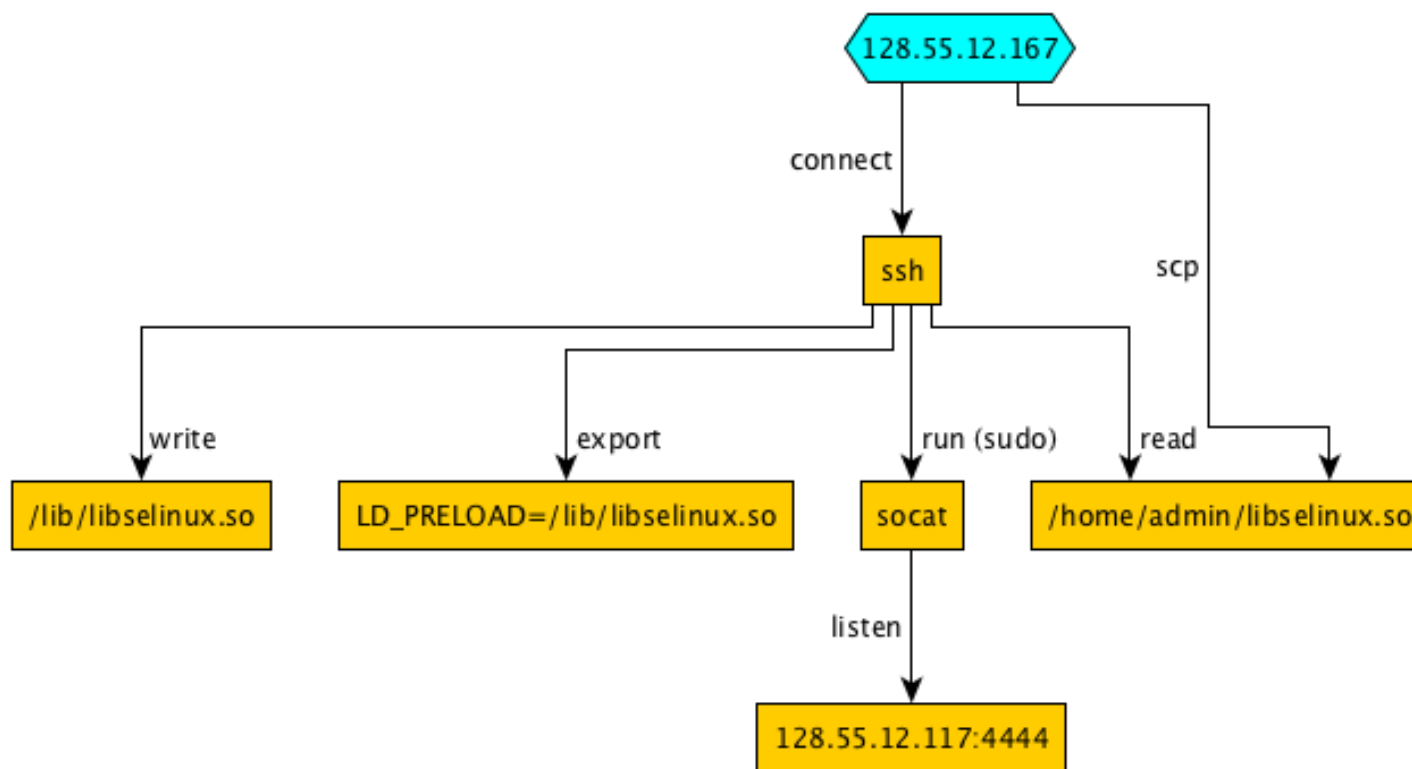 128.55.12.167
connect
ssh
scp
write
export
run (sudo)
read
/lib/libselinux.so
LD_PRELOAD=/lib/libselinux.so
socat
/home/admin/libselinux.so
listen
128.55.12.117:4444